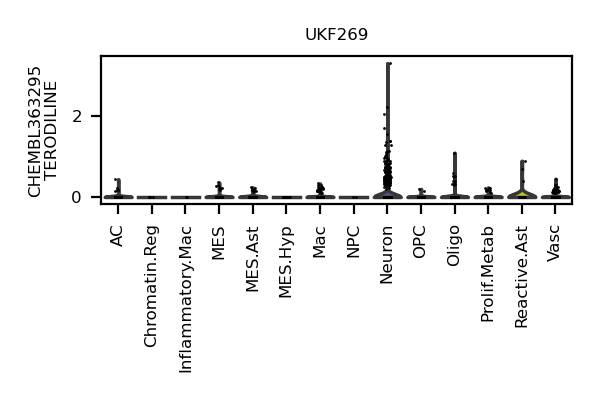 UKF269
CHEMBL363295
TERODILINE
2
0
AC
Chromatin.Reg
Inflammatory.Mac
MES
MES.Ast
MES.Hyp
Mac
NPC
Neuron
OPC
Oligo
Prolif.Metab
Reactive.Ast
Vasc